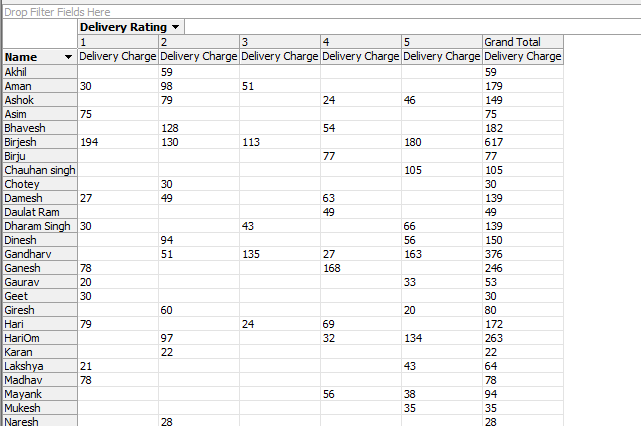 Drop Filter Fields Here
Delivery Rating
1 2 3 4 5 Grand Total
Name Delivery Charge Delivery Charge Delivery Charge Delivery Charge Delivery Charge Delivery Charge
Akhil 59 59
Aman 30 98 51 179
Ashok 79 24 46 149
Asim 75 75
Bhavesh 128 54 182
Birjesh 194 130 113 180 617
Birju 77 77
Chauhan singh 105 105
Chotey 30 30
Damesh 27 49 63 139
Daulat Ram 49 49
Dharam Singh 30 43 66 139
Dinesh 94 56 150
Gandharv 51 135 27 163 376
Ganesh 78 168 246
Gaurav 20 33 53
Geet 30 30
Giresh 60 20 80
Hari 79 24 69 172
HariOm 97 32 134 263
Karan 22 22
Lakshya 21 43 64
Madhav 78 78
Mayank 56 38 94
Mukesh 35 35
Naresh 28 28